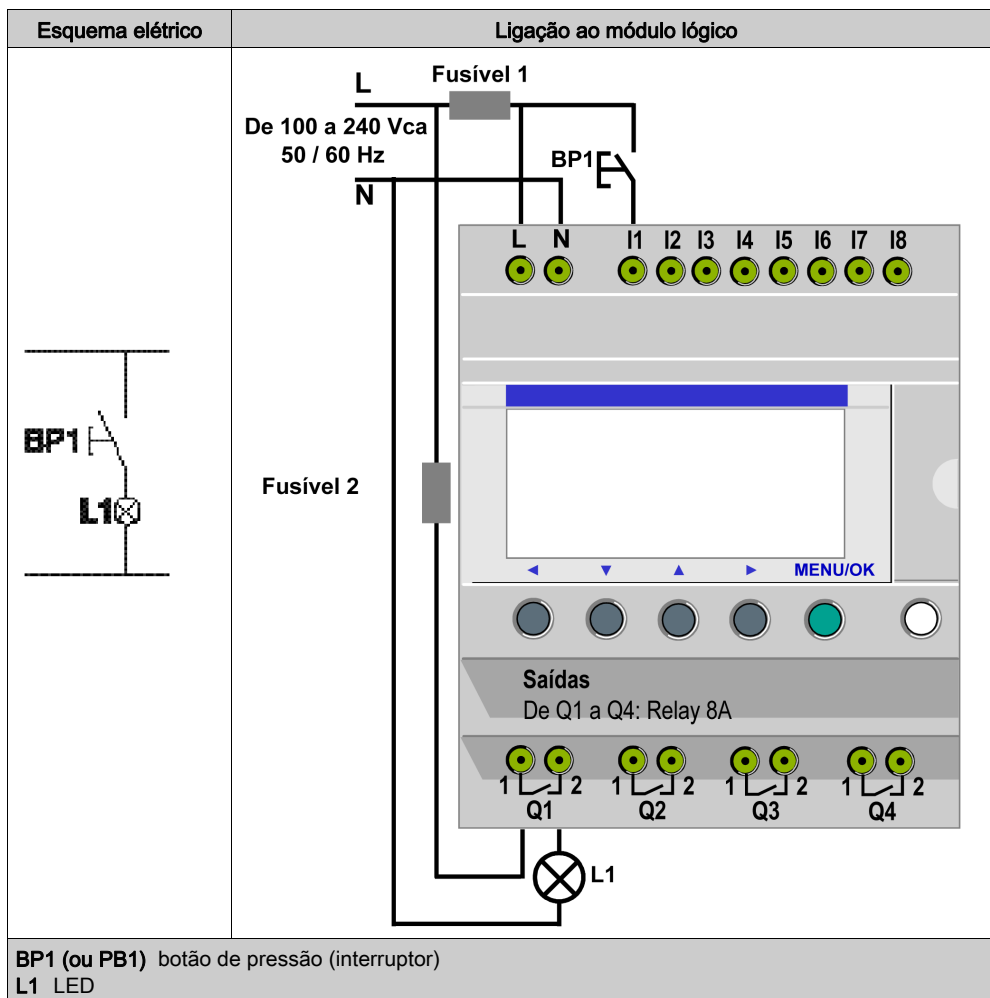 Esquema elétrico
Ligação ao módulo lógico
L
Fusível 1
De 100 a 240 Vca
50 / 60 Hz
BP1
N
L N I1 I2 I3 I4 I5 I6 I7 I8
BP1
L1
Fusível 2
MENU/OK
Saídas
De Q1 a Q4: Relay 8A
1 2 1 2 1 2 1 2
Q1 Q2 Q3 Q4
L1
BP1 (ou PB1) botão de pressão (interruptor)
L1 LED